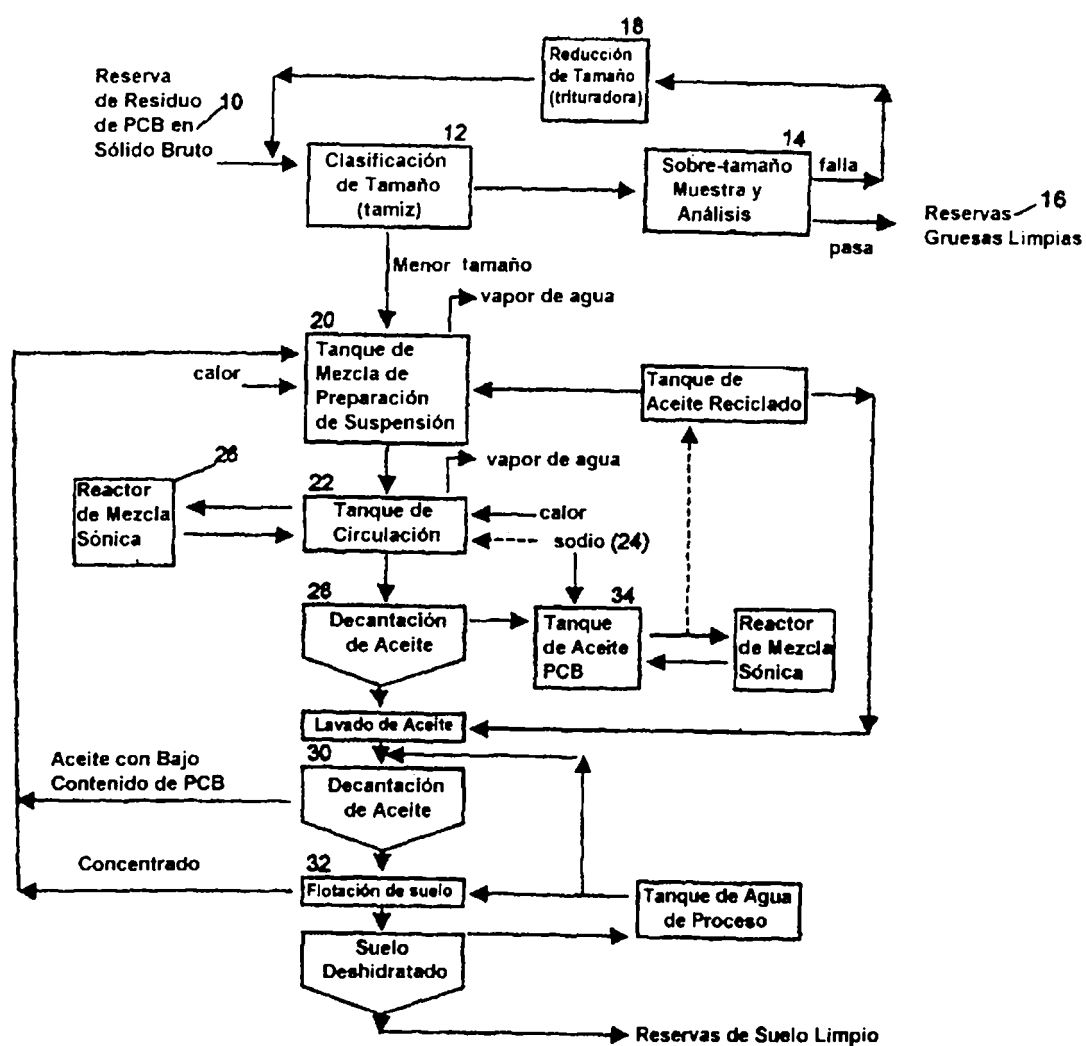 18
Reducción
de Tamaño
(trituradora)
Reserva
de Residuo
de PCB en
Sólido Bruto
10
12
Clasificación
de Tamaño
(tamiz)
14
Sobre-tamaño
Muestra y
Análisis
falla
pasa
Reservas
Gruesas Limpias
16
Menor tamaño
vapor de agua
20
Tanque de
Mezcla de
Preparación
de Suspensión
calor
Tanque de
Aceite Reciclado
vapor de agua
26
Reactor
de Mezcla
Sónica
22
Tanque de
Circulación
calor
sodio (24)
28
Decantación
de Aceite
34
Tanque
de Aceite
PCB
Reactor
de Mezcla
Sónica
Lavado de Aceite
Aceite con Bajo
Contenido de PCB
30
Decantación
de Aceite
Concentrado
32
Flotación de suelo
Tanque de Agua
de Proceso
Suelo
Deshidratado
Reservas de Suelo Limpio